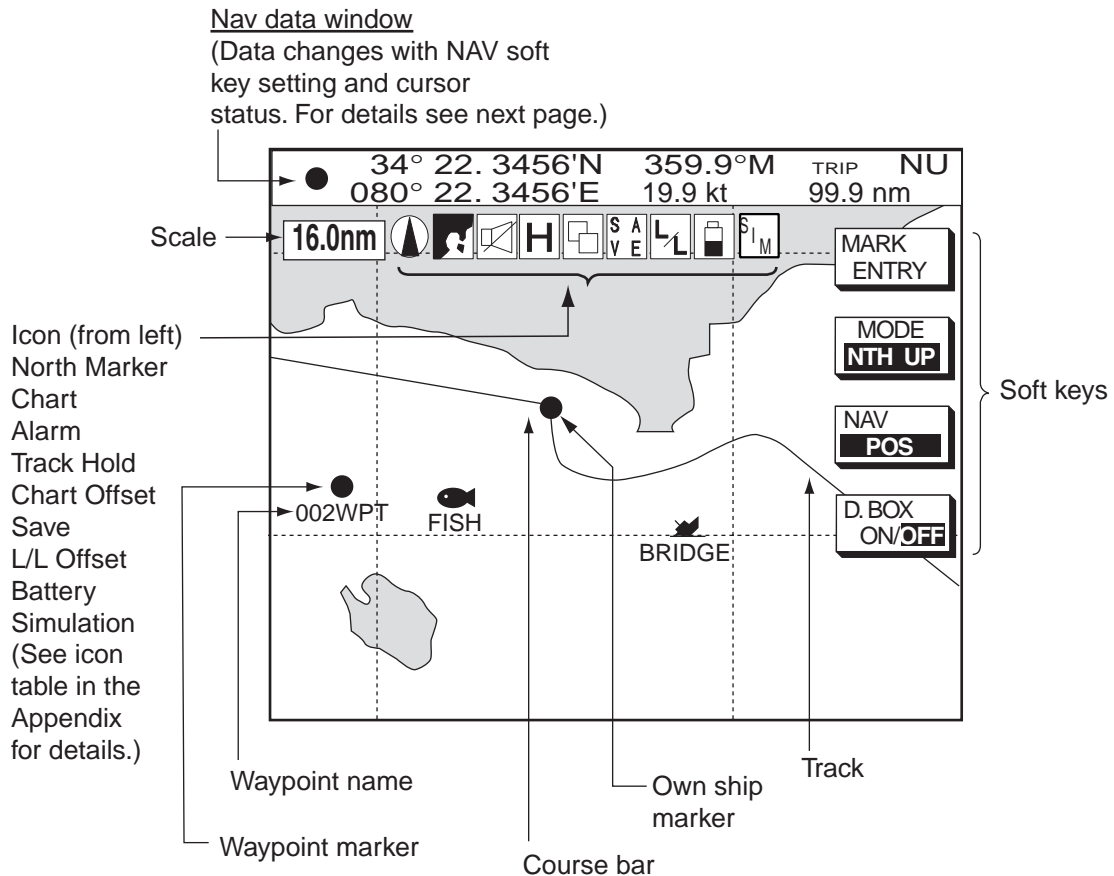 Nav data window
(Data changes with NAV soft
key setting and cursor
status. For details see next page.)
34° 22. 3456'N 359.9°M TRIP NU
080° 22. 3456'E 19.9 kt 99.9 nm
Scale
16.0nm
H
S A
V E
L/L
SIM
MARK
ENTRY
MODE
NTH UP
NAV
POS
D. BOX
ON/OFF
Soft keys
Icon (from left)
North Marker
Chart
Alarm
Track Hold
Chart Offset
Save
L/L Offset
Battery
Simulation
(See icon
table in the
Appendix
for details.)
002WPT
FISH
BRIDGE
Waypoint name
Waypoint marker
Course bar
Own ship
marker
Track